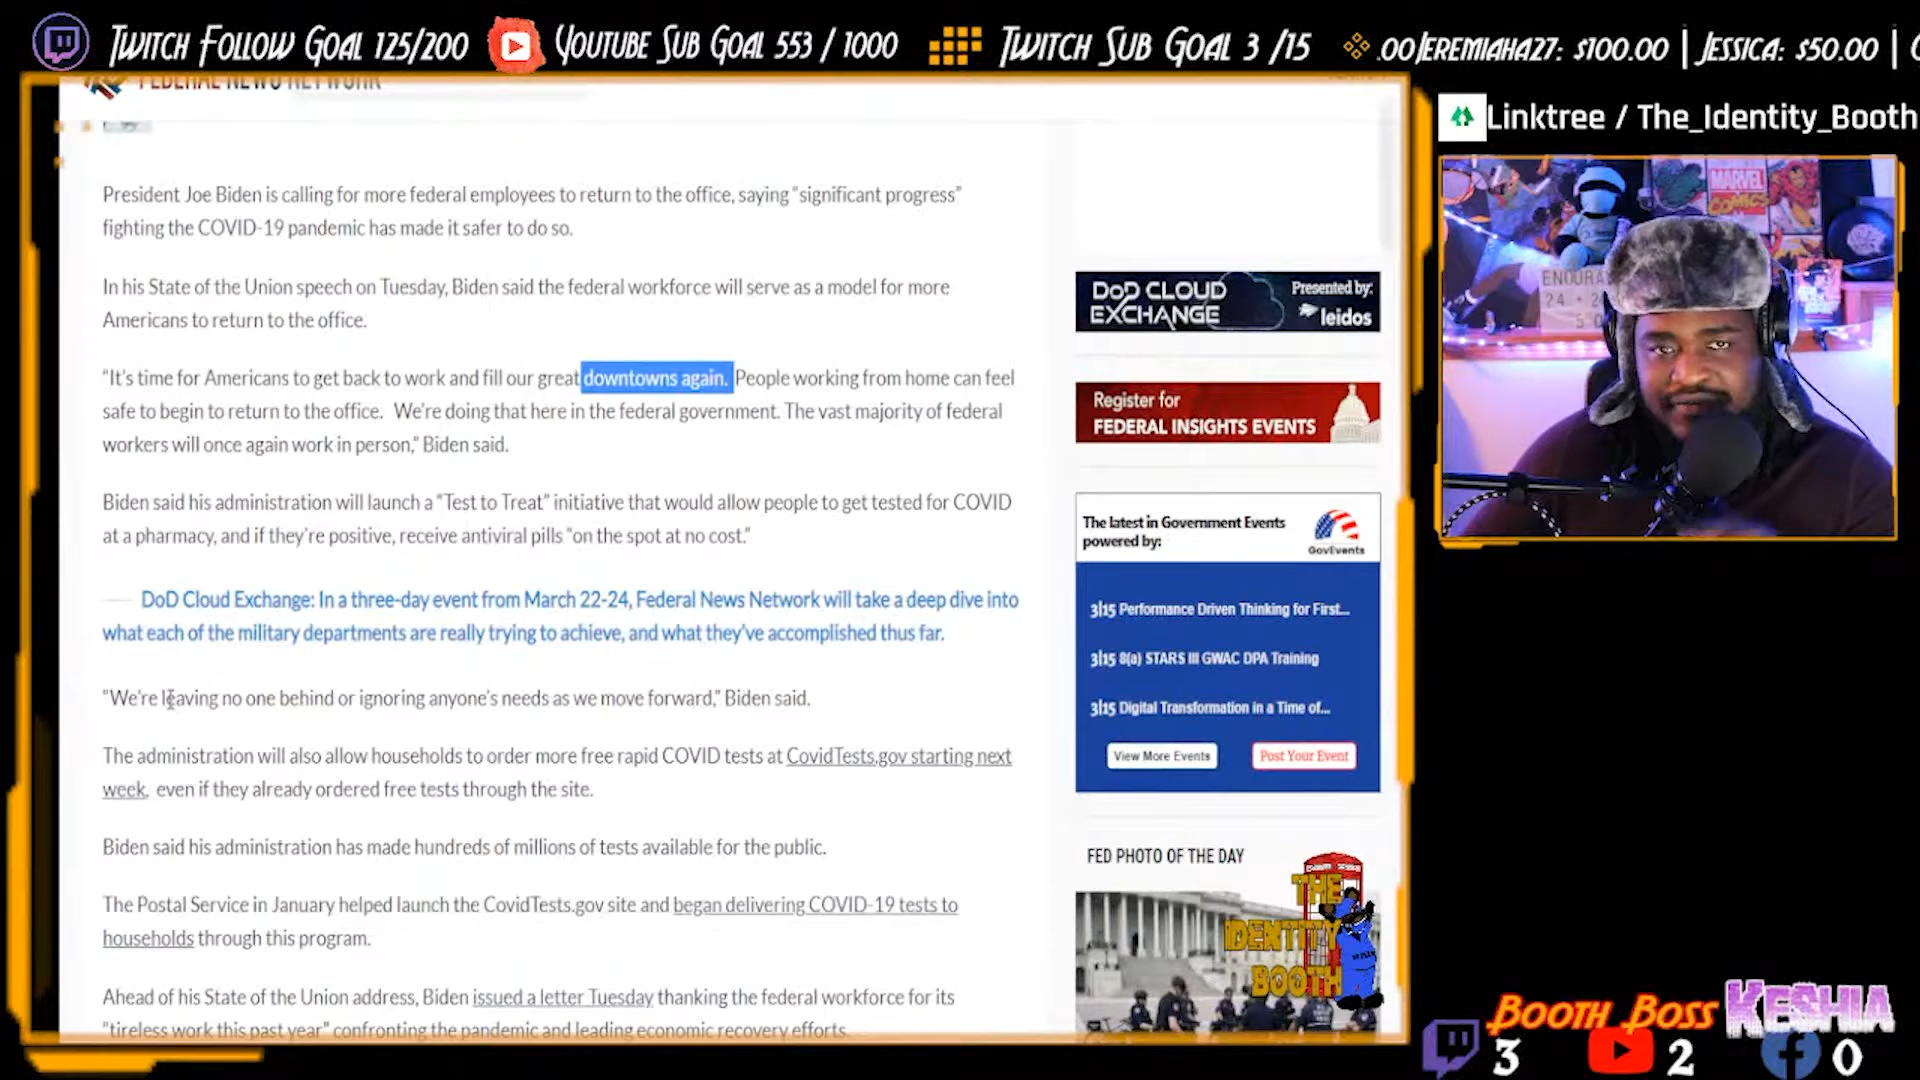 TWITCH FOLLOW GOAL 125/200
YOUTUBE SUB GOAL 553 / 1000
TWITCH SUB GOAL 3 /15
.00JEREMIAHA27: $100.00 | JESSICA: $50.00 |
FEDERAL NEWS NETWORK
Linktree / The_Identity_Booth
President Joe Biden is calling for more federal employees to return to the office, saying “significant progress”
fighting the COVID-19 pandemic has made it safer to do so.
In his State of the Union speech on Tuesday, Biden said the federal workforce will serve as a model for more
Americans to return to the office.
“It’s time for Americans to get back to work and fill our great downtowns again. People working from home can feel
safe to begin to return to the office. We’re doing that here in the federal government. The vast majority of federal
workers will once again work in person,” Biden said.
Biden said his administration will launch a “Test to Treat” initiative that would allow people to get tested for COVID
at a pharmacy, and if they’re positive, receive antiviral pills “on the spot at no cost.”
DoD Cloud Exchange: In a three-day event from March 22-24, Federal News Network will take a deep dive into
what each of the military departments are really trying to achieve, and what they’ve accomplished thus far.
“We’re leaving no one behind or ignoring anyone’s needs as we move forward,” Biden said.
The administration will also allow households to order more free rapid COVID tests at CovidTests.gov starting next
week, even if they already ordered free tests through the site.
Biden said his administration has made hundreds of millions of tests available for the public.
The Postal Service in January helped launch the CovidTests.gov site and began delivering COVID-19 tests to
households through this program.
Ahead of his State of the Union address, Biden issued a letter Tuesday thanking the federal workforce for its
“tireless work this past year” confronting the pandemic and leading economic recovery efforts.
DoD CLOUD
EXCHANGE
Presented by:
leidos
Register for
FEDERAL INSIGHTS EVENTS
The latest in Government Events
powered by:
GovEvents
3|15 Performance Driven Thinking for First...
3|15 8(a) STARS III GWAC DPA Training
3|15 Digital Transformation in a Time of...
View More Events
Post Your Event
FED PHOTO OF THE DAY
THE
IDENTITY
BOOTH
MARVEL
COMICS
BOOTH BOSS KESHIA
3 2 0